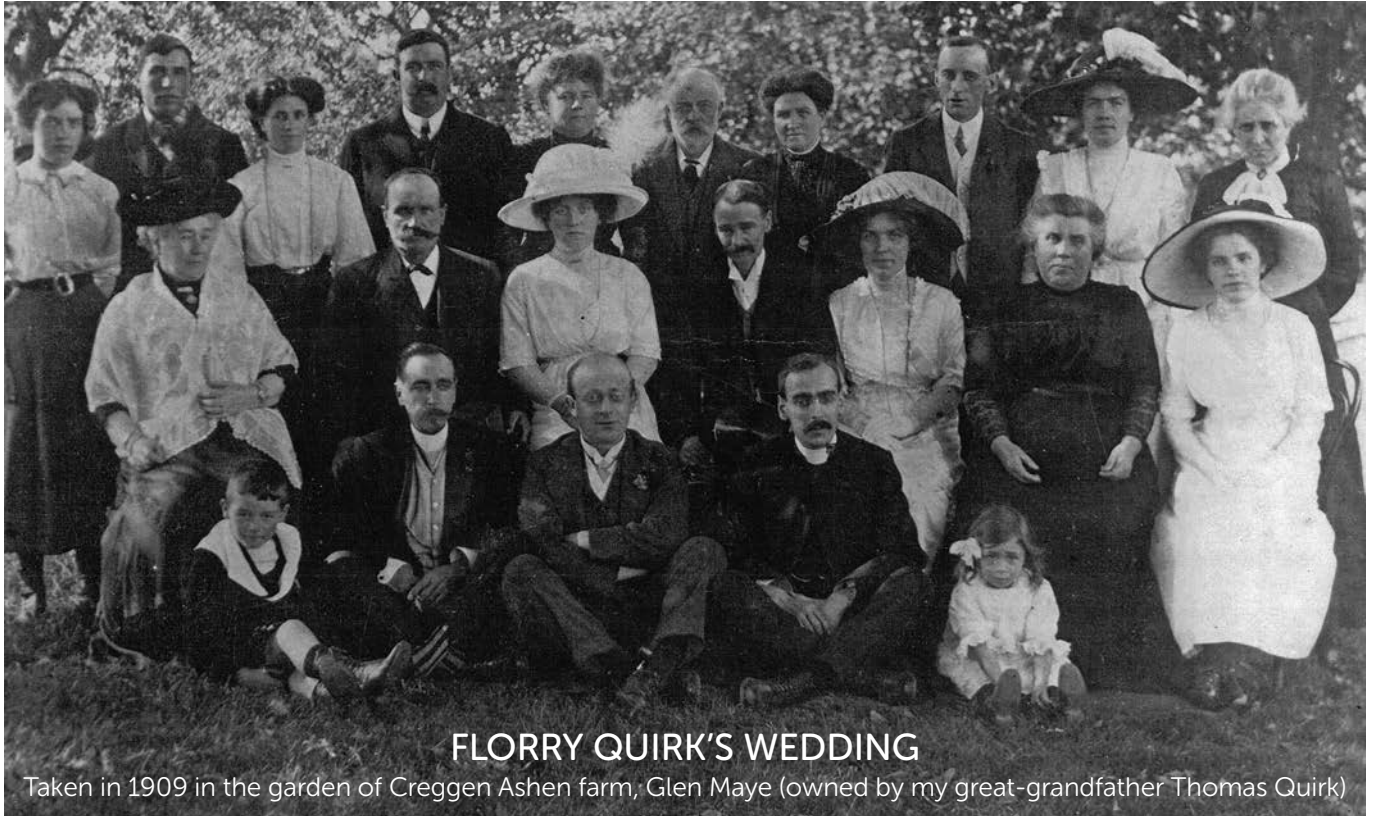 FLORRY QUIRK'S WEDDING
Taken in 1909 in the garden of Creggen Ashen farm, Glen Maye (owned by my great-grandfather Thomas Quirk)